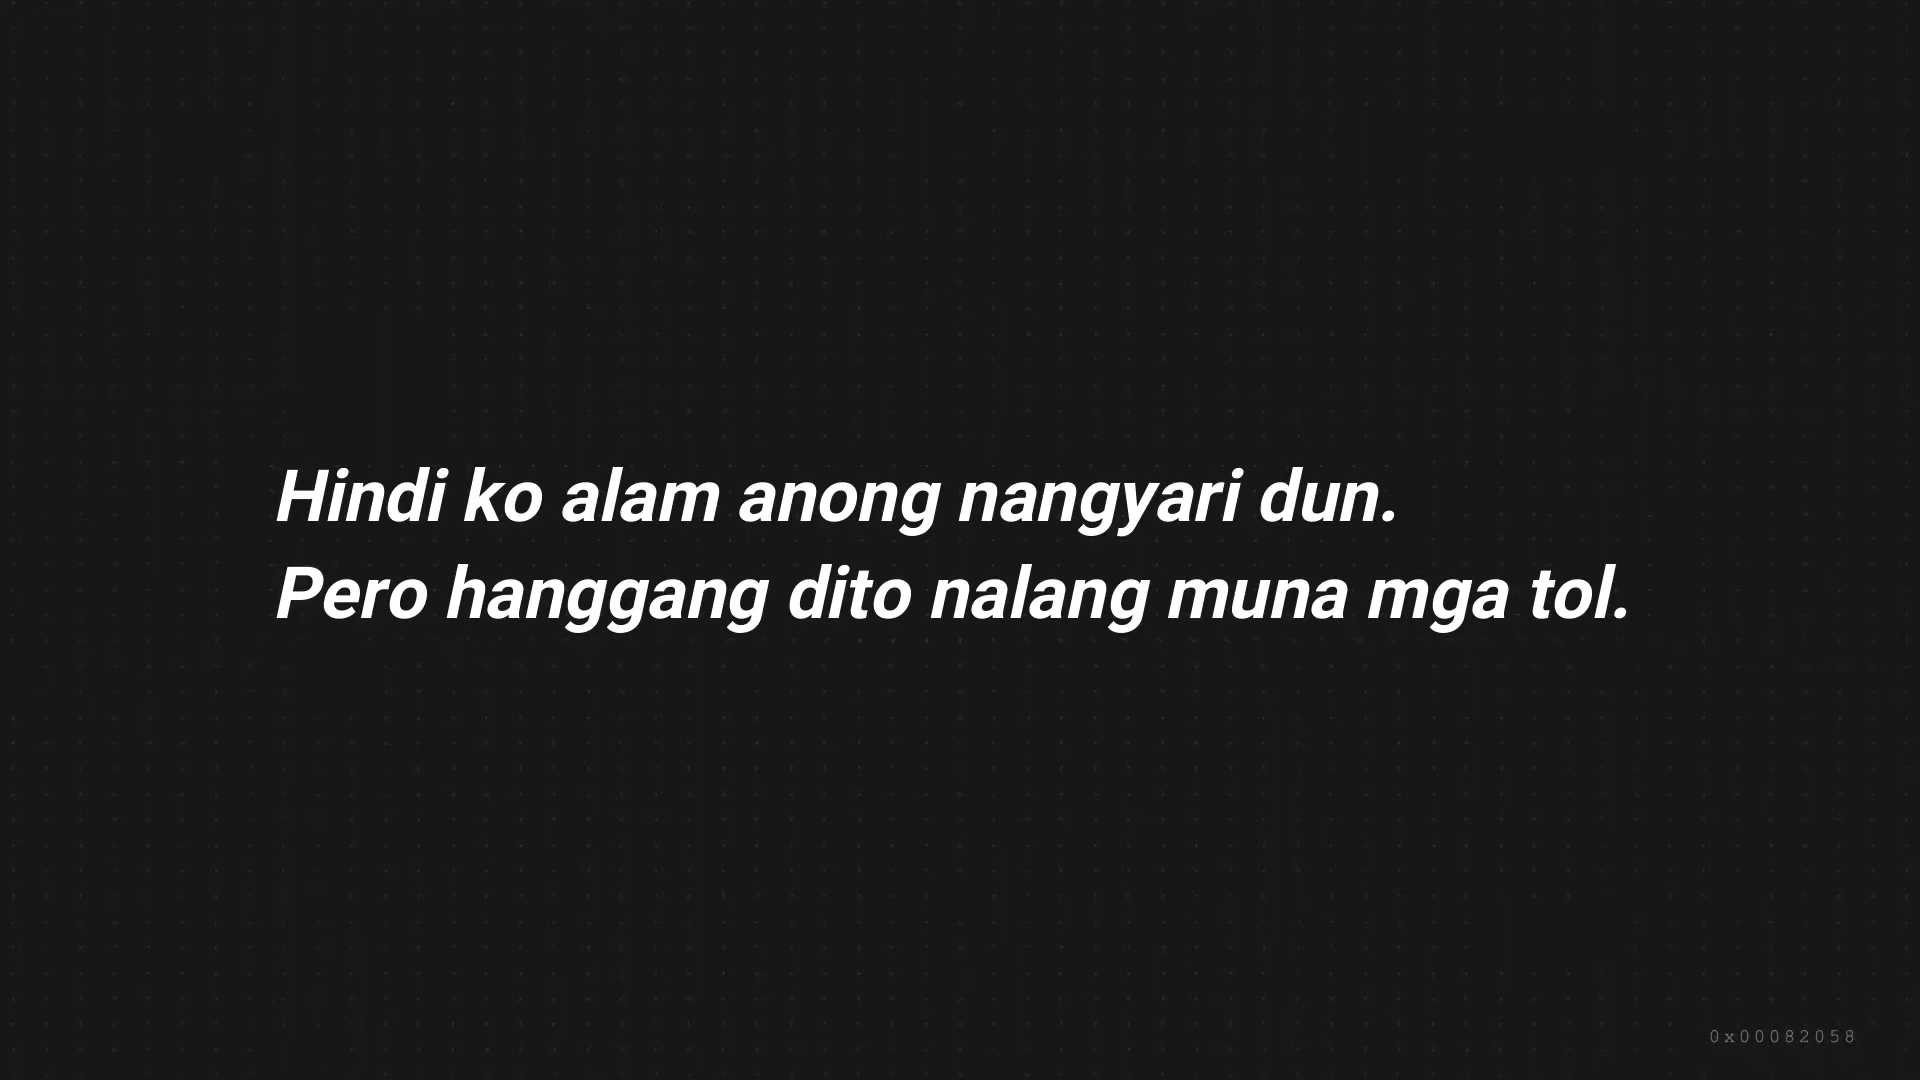 Hindi ko alam anong nangyari dun.
Pero hanggang dito nalang muna mga tol.
0x00082058